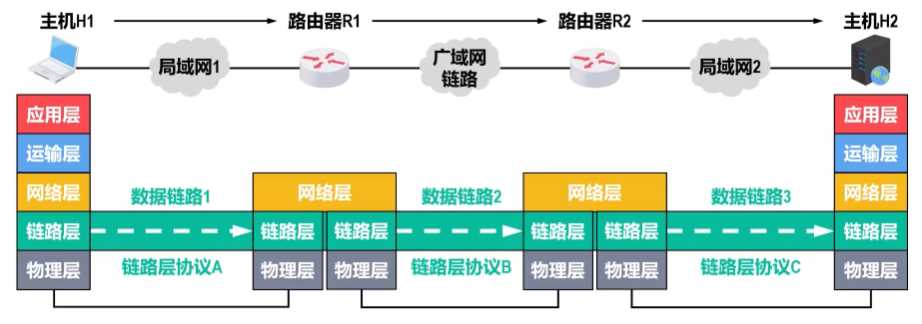 主机H1
路由器R1
路由器R2
主机H2
局域网1
广域网
链路
局域网2
应用层
应用层
运输层
运输层
网络层
数据链路1
网络层
数据链路2
网络层
数据链路3
网络层
链路层
链路层
链路层
链路层
链路层
链路层
物理层
链路层协议A
物理层
物理层
链路层协议B
物理层
物理层
链路层协议C
物理层